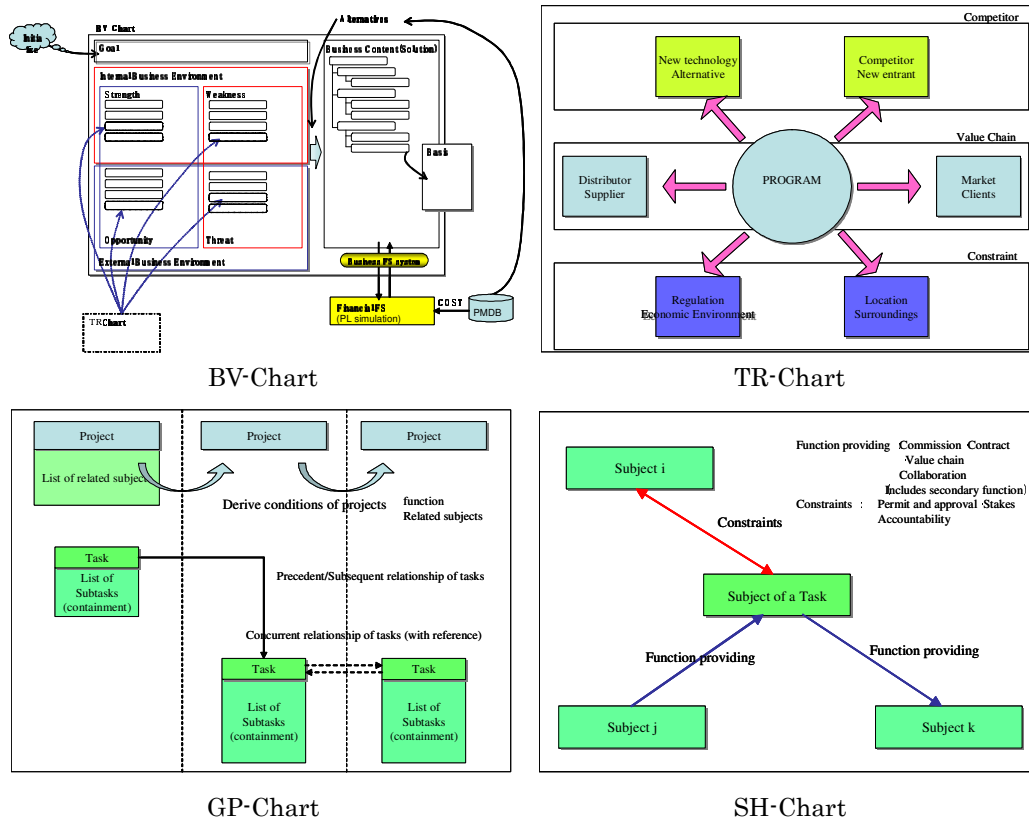 Alternatives
BV Chart
Initia
lize
Goal
Business Content(Solution)
Internal Business Environment
Strength
Weakness
Bash
Opportunity
Threat
External Business Environment
Business FS system
TRChart
Financial FS
(PL simulation)
COST
PMDB
BV-Chart
Competitor
New technology
Alternative
Competitor
New entrant
Value Chain
Distributor
Supplier
PROGRAM
Market
Clients
Constraint
Regulation
Economic Environment
Location
Surroundings
TR-Chart
Project
Project
Project
List of related subject
Derive conditions of projects
function
Related subjects
Task
List of
Subtasks
(containment)
Precedent/Subsequent relationship of tasks
Concurrent relationship of tasks (with reference)
Task
List of
Subtasks
(containment)
Task
List of
Subtasks
(containment)
GP-Chart
Function providing :Commission ·Contract
·Value chain
Collaboration
(Includes secondary function)
Constraints : Permit and approval ·Stakes
Accountability
Subject i
Constraints
Subject of a Task
Function providing
Function providing
Subject j
Subject k
SH-Chart